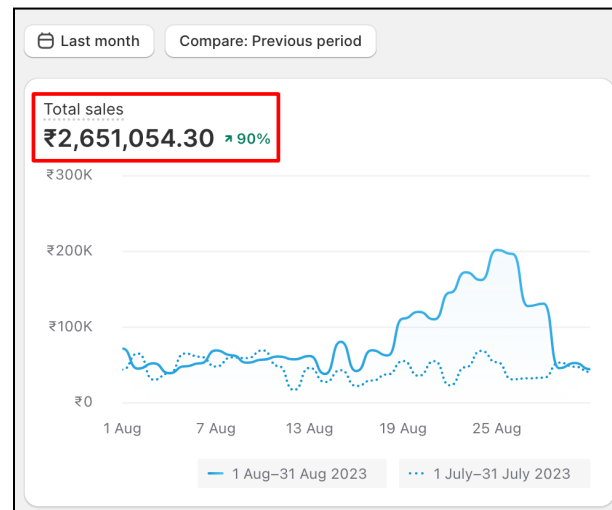 Last month Compare: Previous period
Total sales
₹2,651,054.30 ↗ 90%
₹300K
₹200K
₹100K
₹0
1 Aug 7 Aug 13 Aug 19 Aug 25 Aug
1 Aug–31 Aug 2023 1 July–31 July 2023